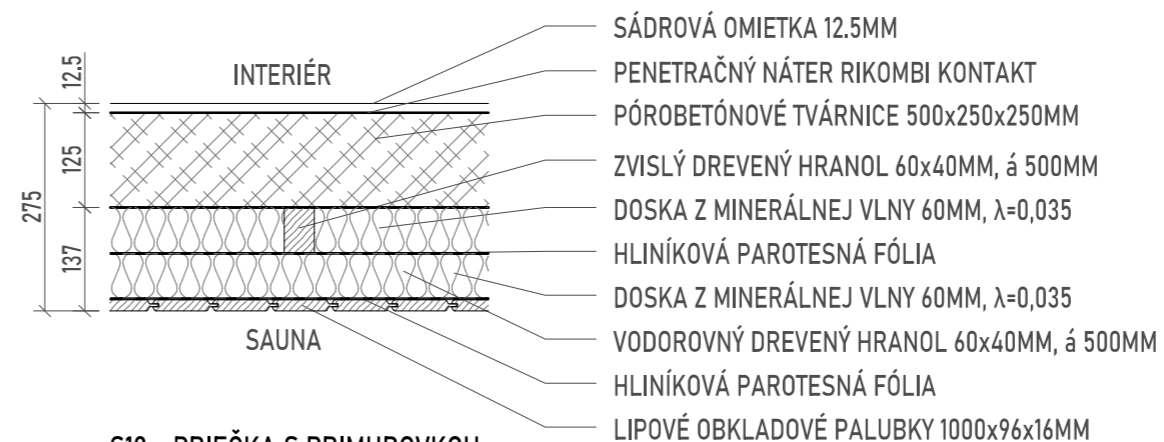 SÁDROVÁ OMIETKA 12.5MM
PENETRAČNÝ NÁTER RIKOMBI KONTAKT
PÓROBETÓNOVÉ TVÁRNICE 500x250x250MM
ZVISLÝ DREVENÝ HRANOL 60x40MM, á 500MM
DOSKA Z MINERÁLNEJ VLNY 60MM, λ=0,035
HLINÍKOVÁ PAROTESNÁ FÓLIA
DOSKA Z MINERÁLNEJ VLNY 60MM, λ=0,035
VODOROVNÝ DREVENÝ HRANOL 60x40MM, á 500MM
HLINÍKOVÁ PAROTESNÁ FÓLIA
LIPOVÉ OBKLADOVÉ PALUBKY 1000x96x16MM
INTERIÉR
SAUNA
12.5
125
137
275